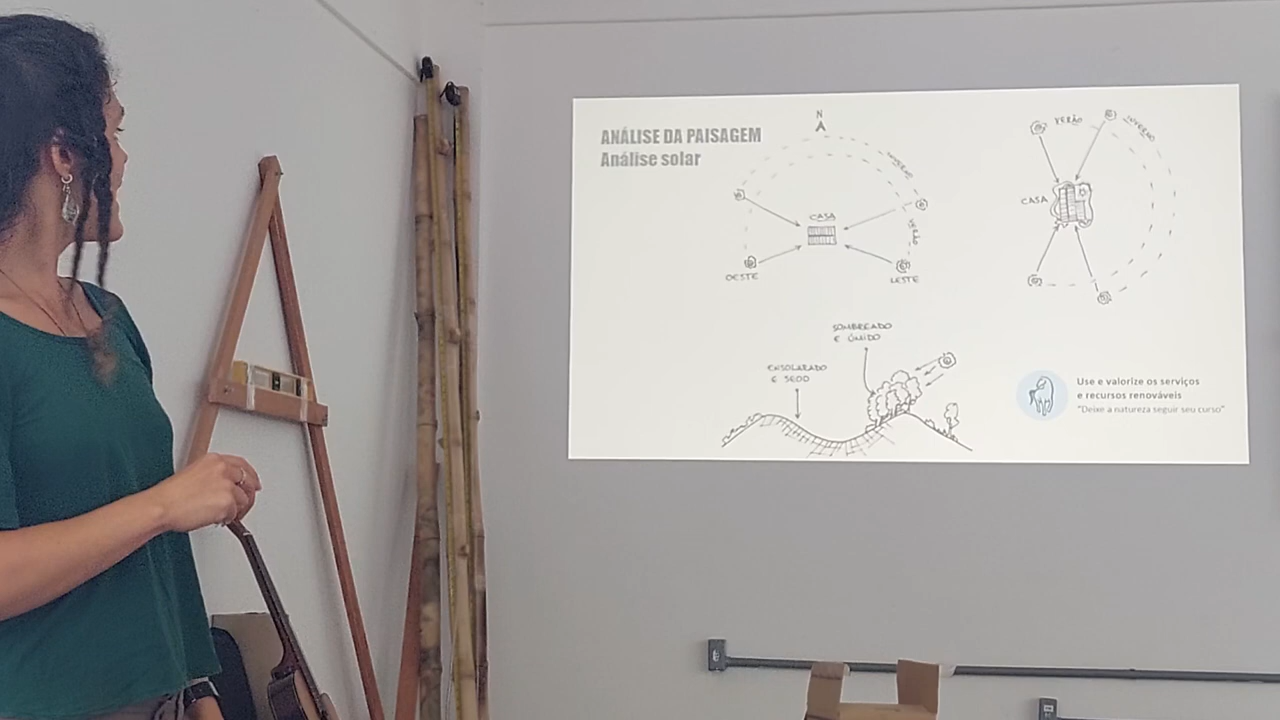 ANÁLISE DA PAISAGEM
Análise solar
N
INVERNO
VERÃO
CASA
OESTE
LESTE
VERÃO
INVERNO
CASA
SOMBREADO
E ÚMIDO
ENSOLARADO
E SECO
Use e valorize os serviços
e recursos renováveis
"Deixe a natureza seguir seu curso"